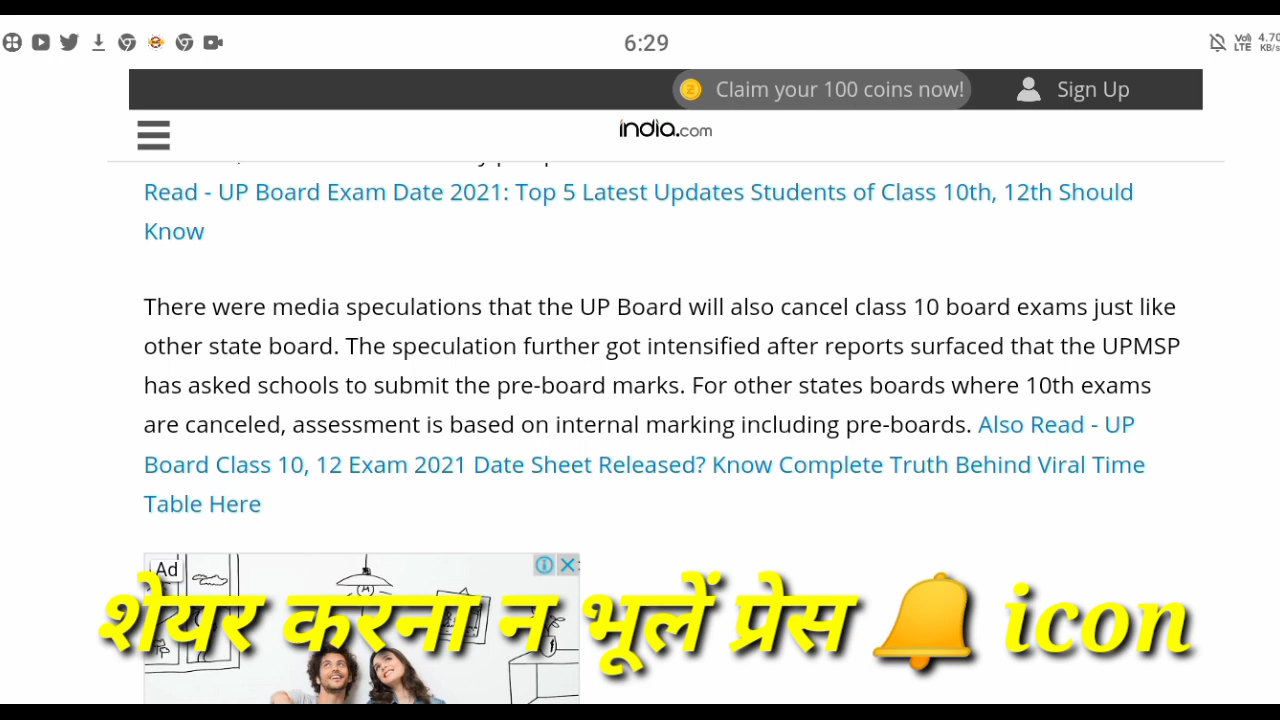 6:29
Vo) LTE 4.70 KB/s
Claim your 100 coins now! Sign Up
india.com
Read - UP Board Exam Date 2021: Top 5 Latest Updates Students of Class 10th, 12th Should
Know
There were media speculations that the UP Board will also cancel class 10 board exams just like
other state board. The speculation further got intensified after reports surfaced that the UPMSP
has asked schools to submit the pre-board marks. For other states boards where 10th exams
are canceled, assessment is based on internal marking including pre-boards. Also Read - UP
Board Class 10, 12 Exam 2021 Date Sheet Released? Know Complete Truth Behind Viral Time
Table Here
Ad
शेयर करना न भूलें प्रेस 🔔 icon